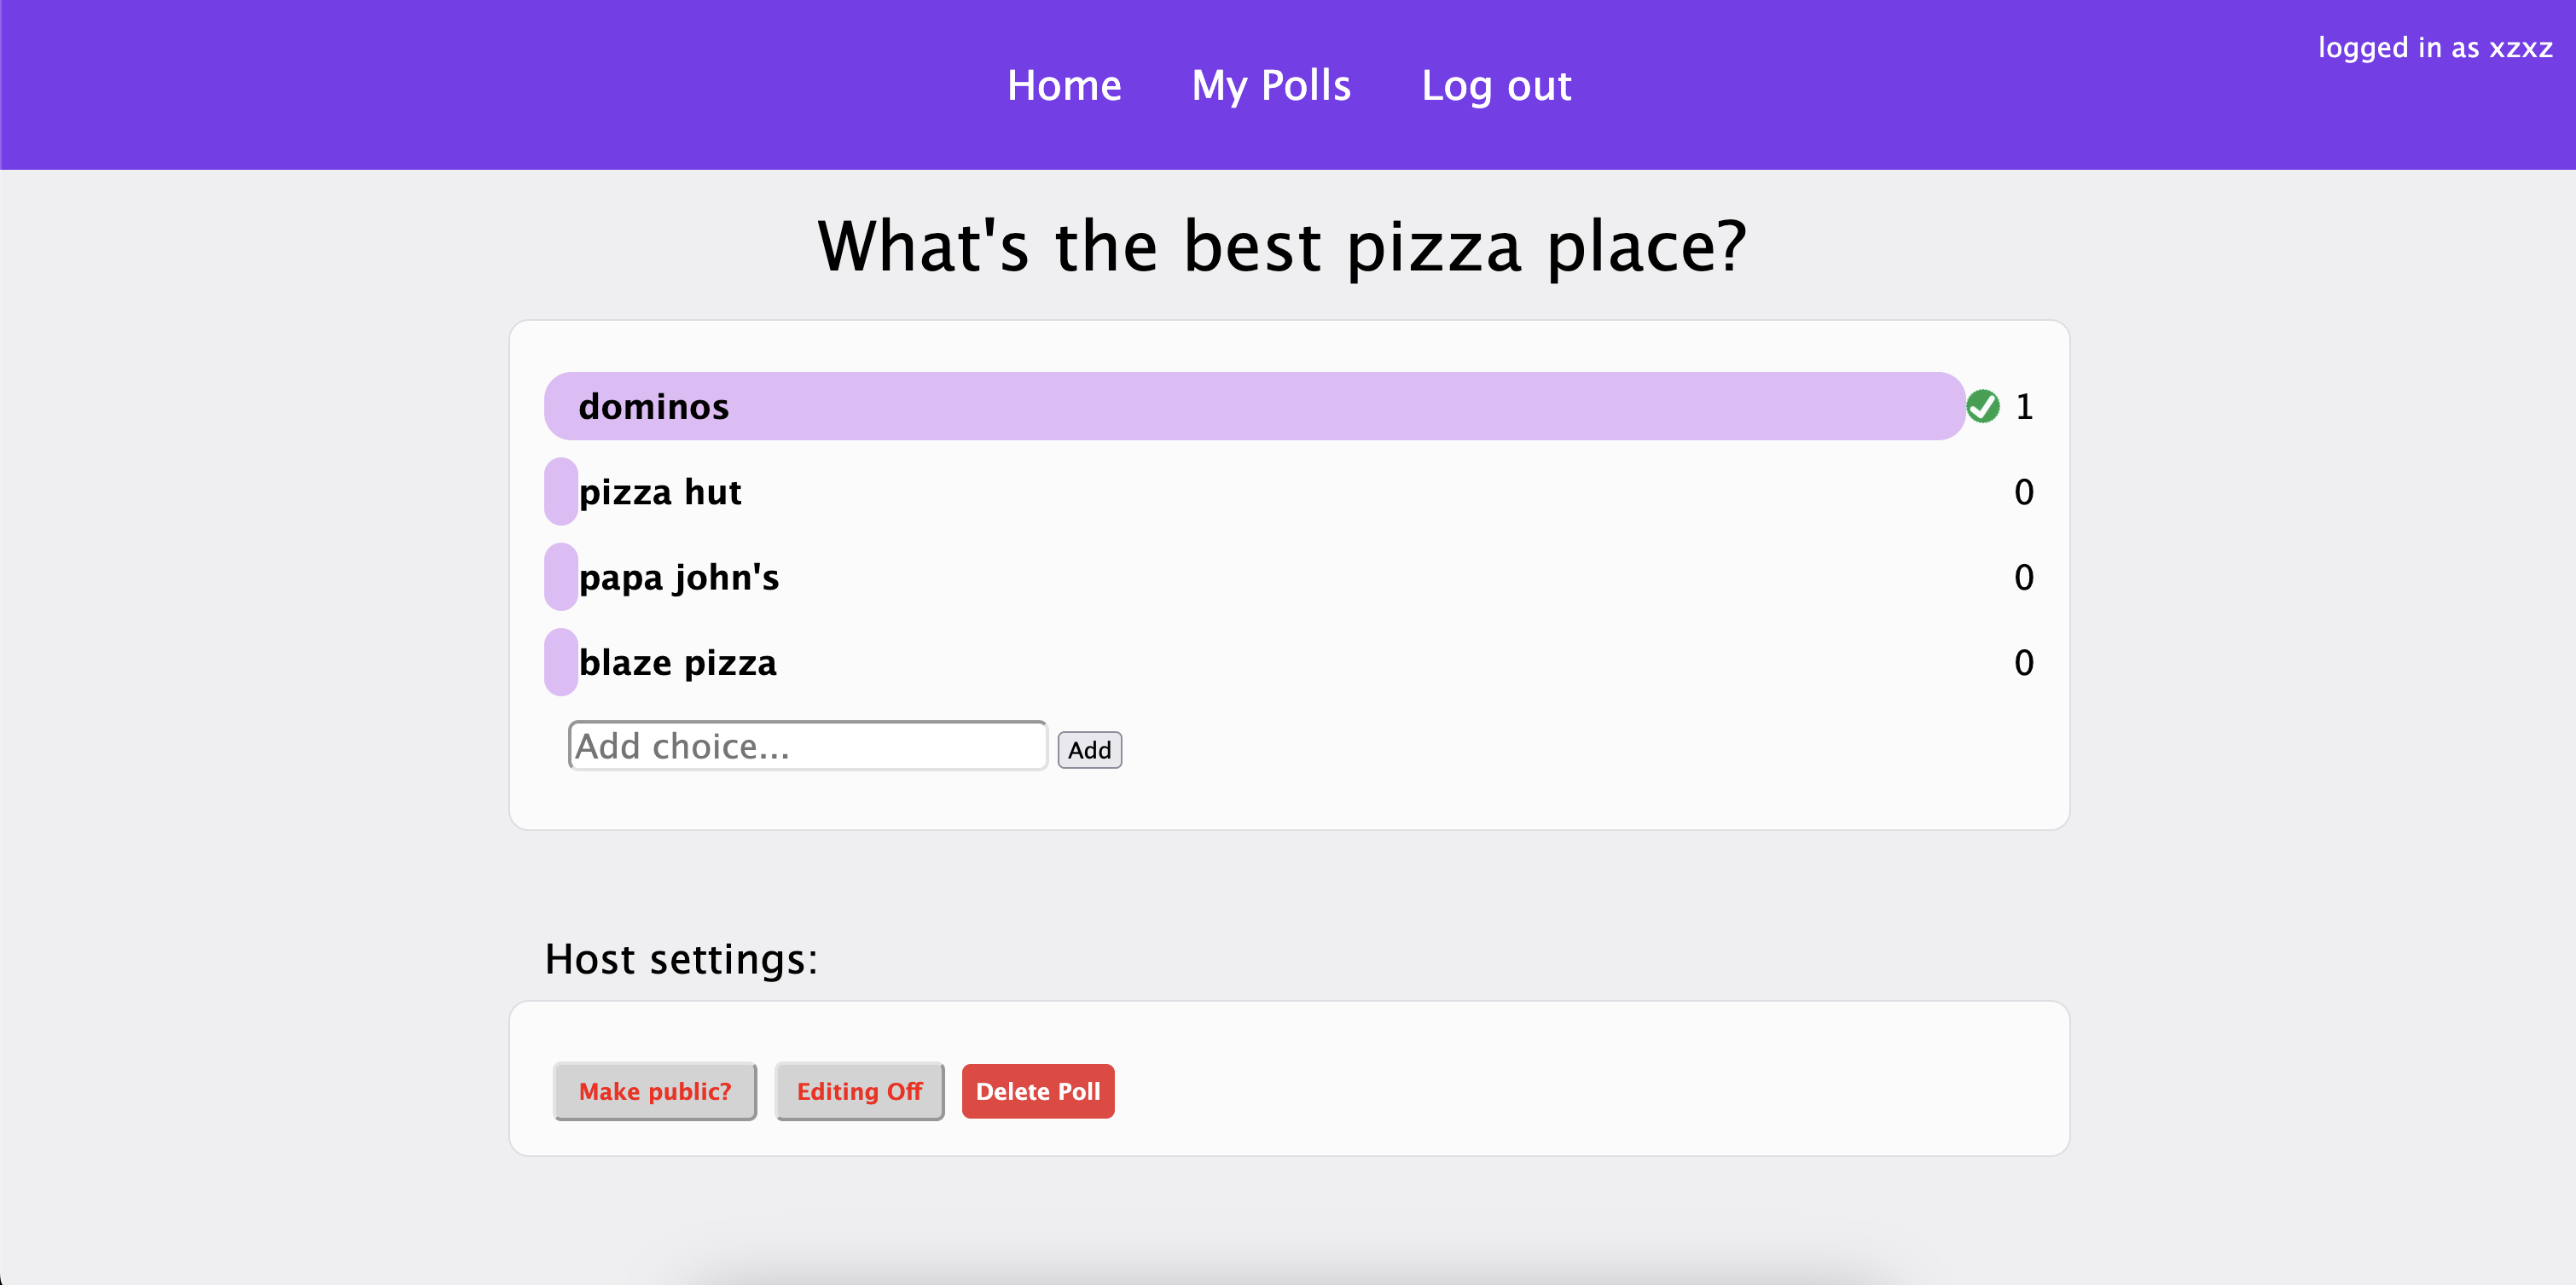 logged in as xzxz
Home My Polls Log out
What's the best pizza place?
dominos 1
pizza hut 0
papa john's 0
blaze pizza 0
Add choice... Add
Host settings:
Make public? Editing Off Delete Poll